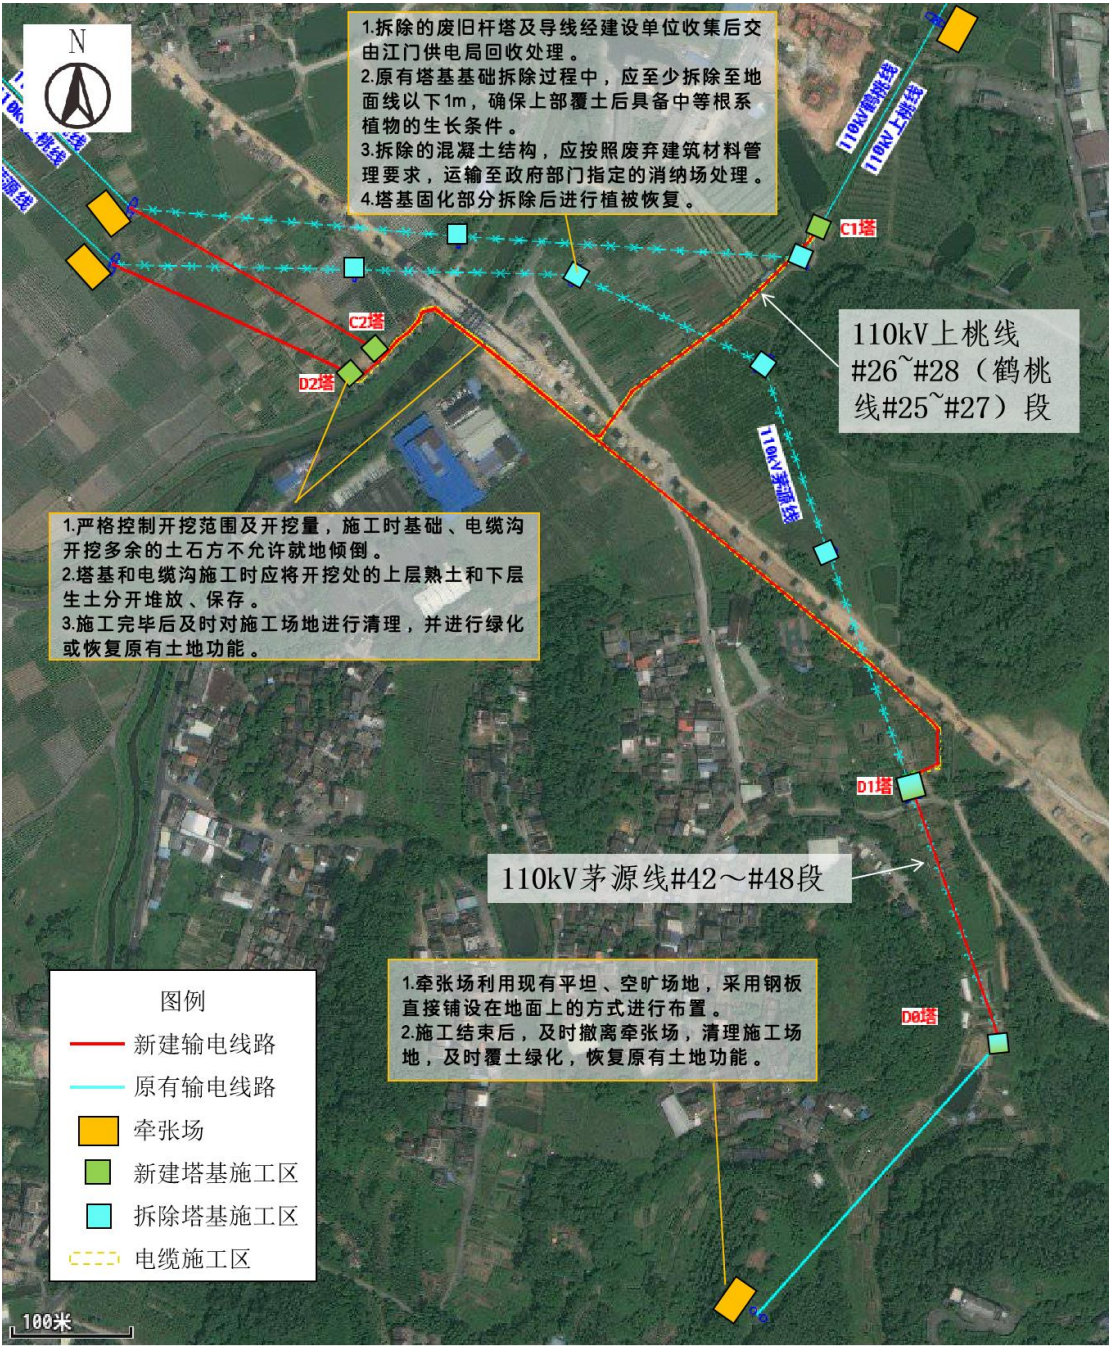 N
1.拆除的废旧杆塔及导线经建设单位收集后交
由江门供电局回收处理。
2.原有塔基基础拆除过程中，应至少拆除至地
面线以下1m，确保上部覆土后具备中等根系
植物的生长条件。
3.拆除的混凝土结构，应按照废弃建筑材料管
理要求，运输至政府部门指定的消纳场处理。
4.塔基固化部分拆除后进行植被恢复。
110kV鹤桃线
110kV上桃线
C1塔
110kV上桃线
#26~#28（鹤桃
线#25~#27）段
C2塔
D2塔
110kV茅源线
1.严格控制开挖范围及开挖量，施工时基础、电缆沟
开挖多余的土石方不允许就地倾倒。
2.塔基和电缆沟施工时应将开挖处的上层熟土和下层
生土分开堆放、保存。
3.施工完毕后及时对施工场地进行清理，并进行绿化
或恢复原有土地功能。
D1塔
110kV茅源线#42～#48段
1.牵张场利用现有平坦、空旷场地，采用钢板
直接铺设在地面上的方式进行布置。
2.施工结束后，及时撤离牵张场，清理施工场
地，及时覆土绿化，恢复原有土地功能。
D0塔
图例
新建输电线路
原有输电线路
牵张场
新建塔基施工区
拆除塔基施工区
电缆施工区
100米